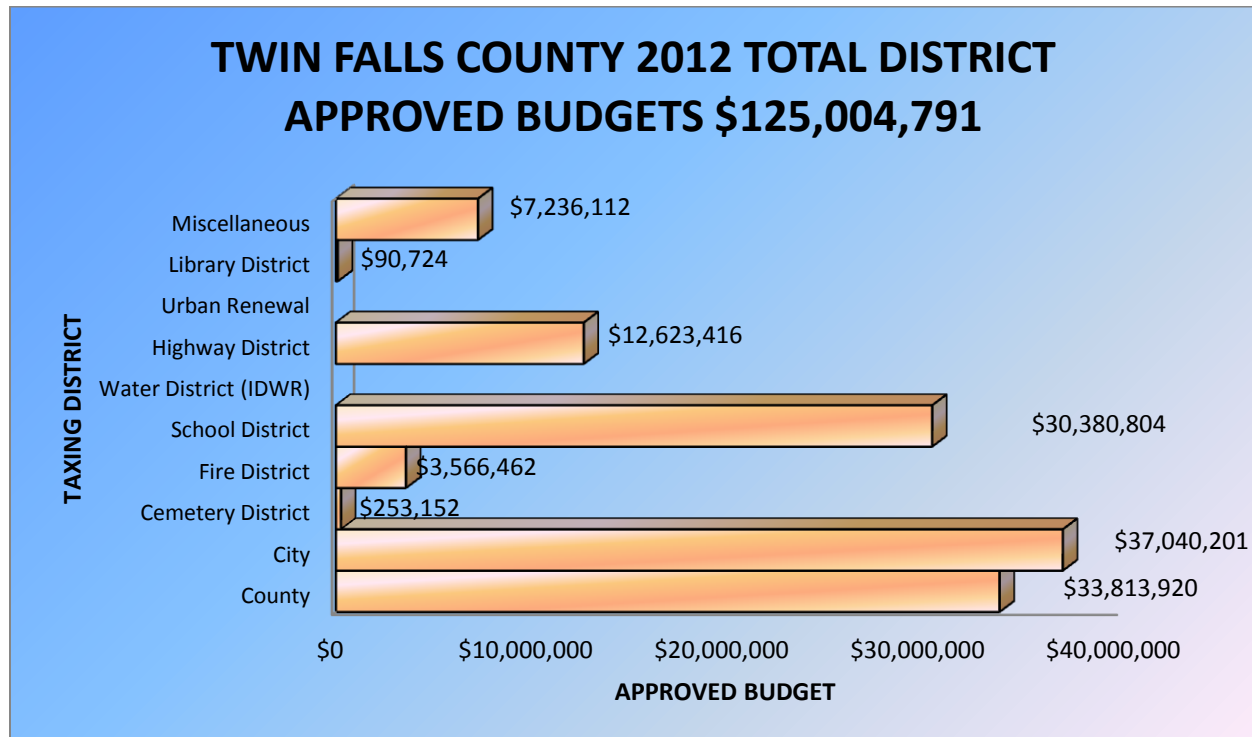 TWIN FALLS COUNTY 2012 TOTAL DISTRICT
APPROVED BUDGETS $125,004,791
TAXING DISTRICT
Miscellaneous $7,236,112
Library District $90,724
Urban Renewal
Highway District $12,623,416
Water District (IDWR)
School District $30,380,804
Fire District $3,566,462
Cemetery District $253,152
City $37,040,201
County $33,813,920
$0 $10,000,000 $20,000,000 $30,000,000 $40,000,000
APPROVED BUDGET